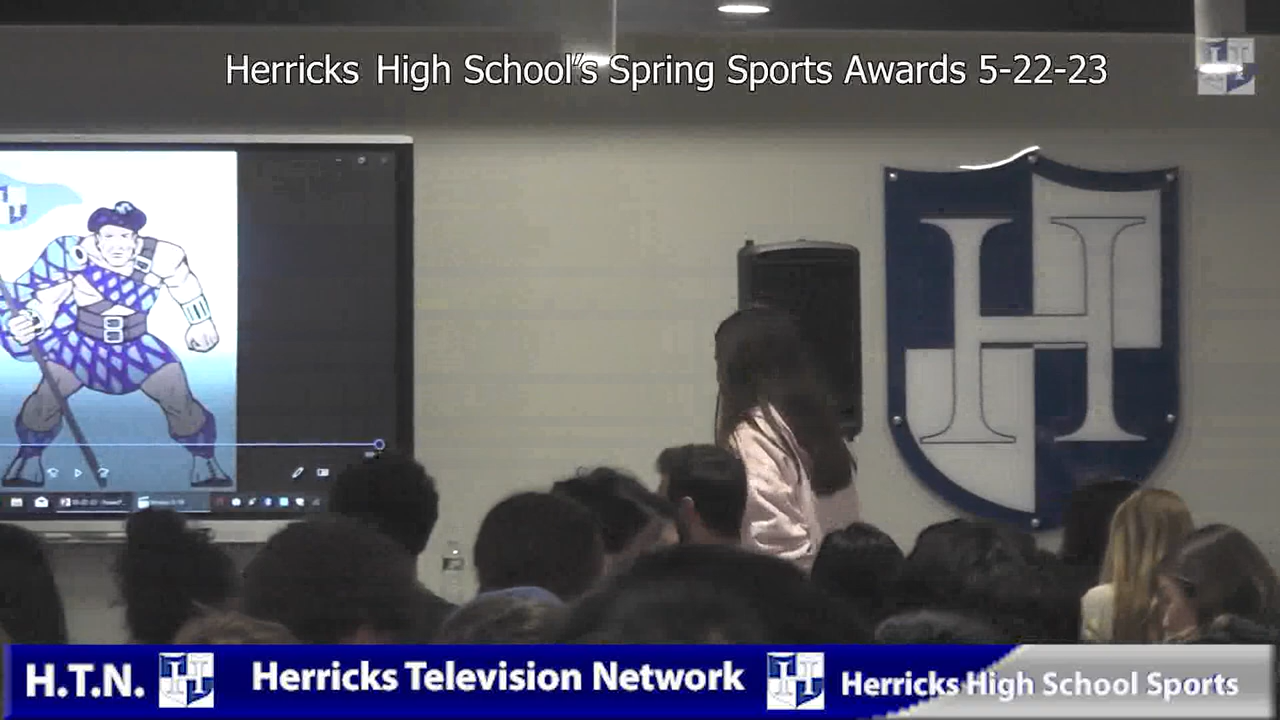 Herricks High School's Spring Sports Awards 5-22-23
H
H.T.N.
H
Herricks Television Network
H
Herricks High School Sports